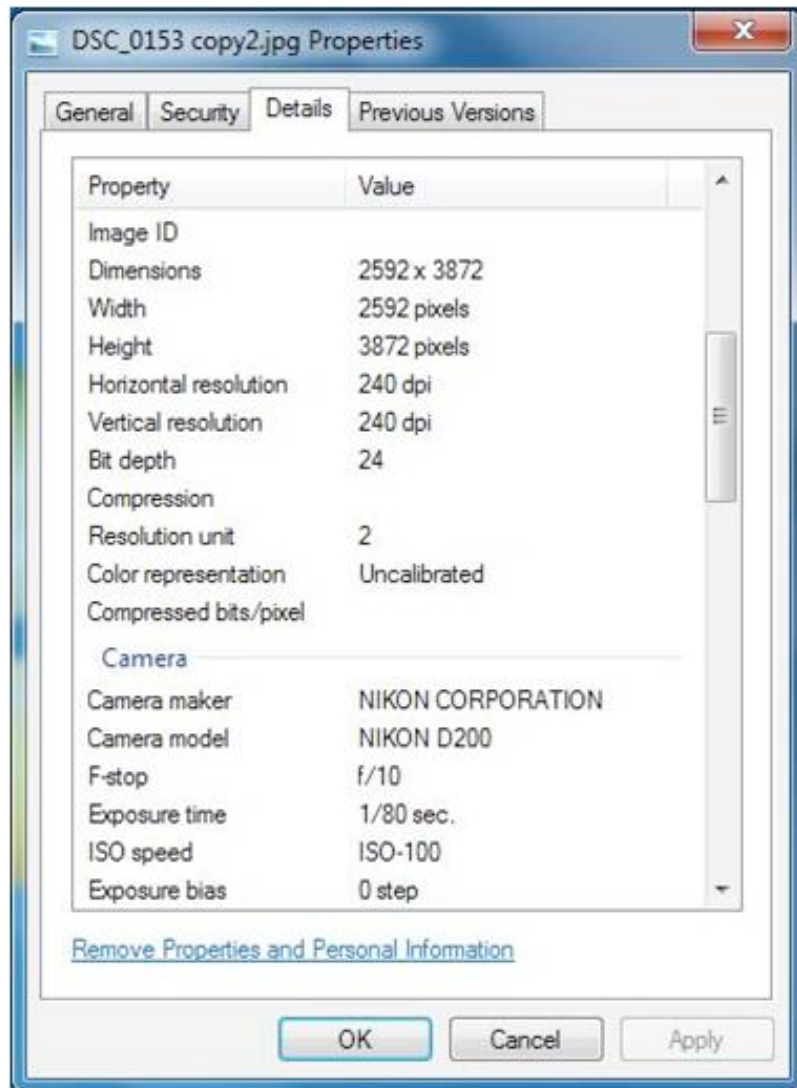 DSC_0153 copy2.jpg Properties
General Security Details Previous Versions
Property Value
Image ID
Dimensions 2592 x 3872
Width 2592 pixels
Height 3872 pixels
Horizontal resolution 240 dpi
Vertical resolution 240 dpi
Bit depth 24
Compression
Resolution unit 2
Color representation Uncalibrated
Compressed bits/pixel
Camera
Camera maker NIKON CORPORATION
Camera model NIKON D200
F-stop f/10
Exposure time 1/80 sec.
ISO speed ISO-100
Exposure bias 0 step
Remove Properties and Personal Information
OK Cancel Apply